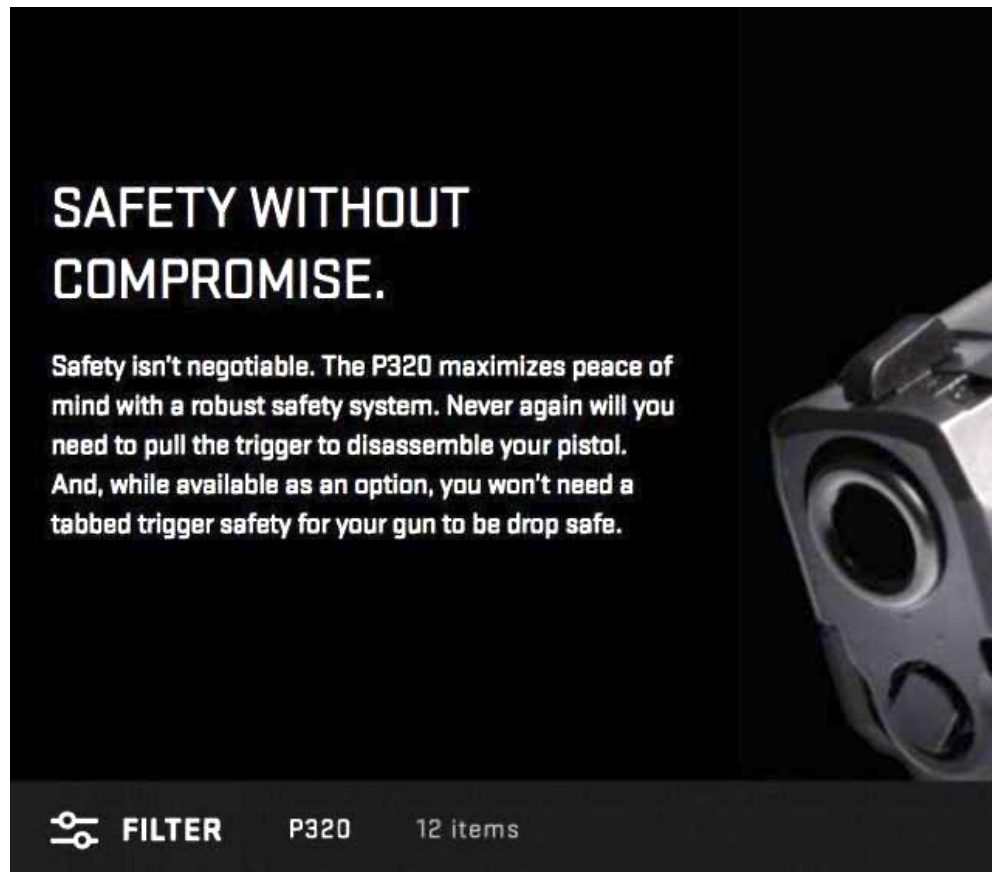 SAFETY WITHOUT
COMPROMISE.
Safety isn't negotiable. The P320 maximizes peace of
mind with a robust safety system. Never again will you
need to pull the trigger to disassemble your pistol.
And, while available as an option, you won't need a
tabbed trigger safety for your gun to be drop safe.
FILTER P320 12 items